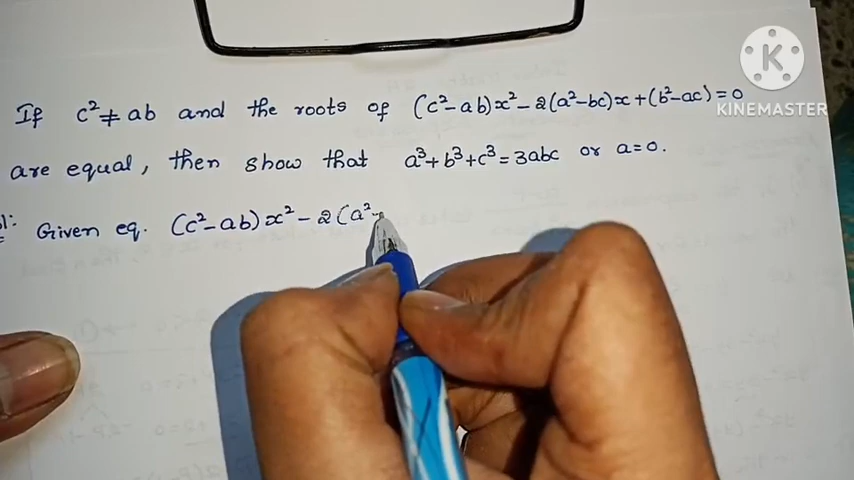 If c² ≠ ab and the roots of (c²-ab)x² - 2(a²-bc)x + (b²-ac) = 0
are equal, then show that a³+b³+c³ = 3abc or a=0.
Given eq. (c²-ab)x² - 2(a²-
KINEMASTER